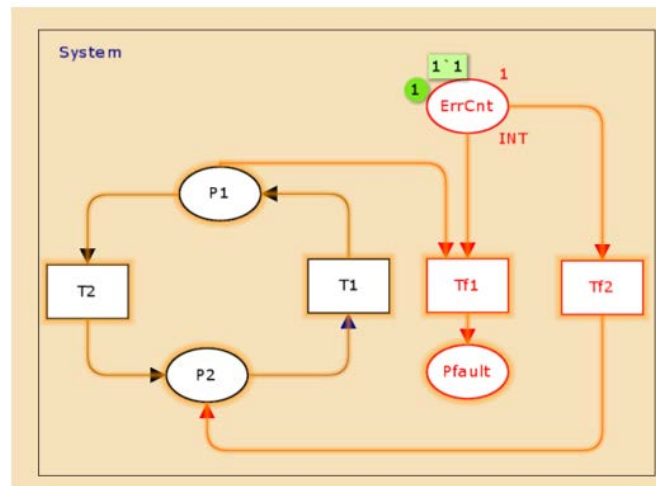 System
1`1
1
1
ErrCnt
INT
P1
T2
T1
Tf1
Tf2
P2
Pfault